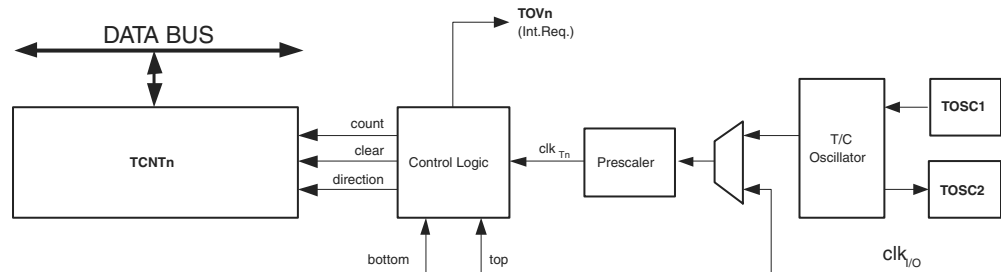 TOVn
(Int.Req.)
DATA BUS
TCNTn
count
clear
direction
Control Logic
clk Tn
Prescaler
T/C
Oscillator
TOSC1
TOSC2
bottom
top
clk I/O